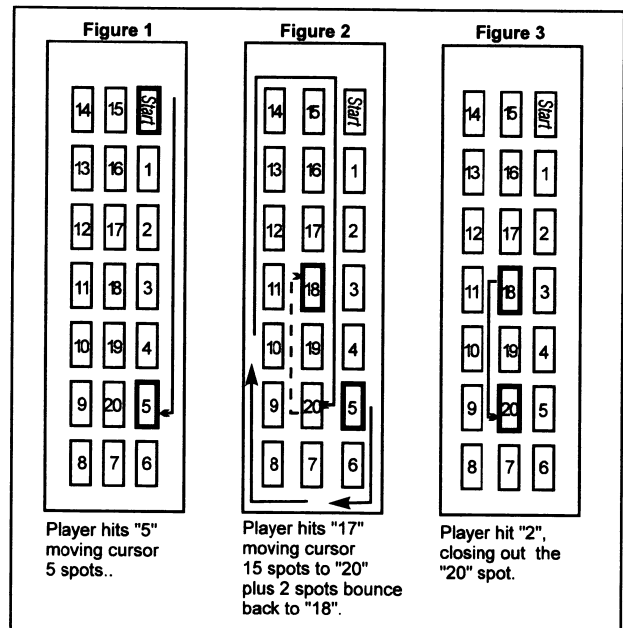 Figure 1
14 15 Start
13 16 1
12 17 2
11 18 3
10 19 4
9 20 5
8 7 6
Player hits "5"
moving cursor
5 spots..
Figure 2
14 15 Start
13 16 1
12 17 2
11 18 3
10 19 4
9 20 5
8 7 6
Player hits "17"
moving cursor
15 spots to "20"
plus 2 spots bounce
back to "18".
Figure 3
14 15 Start
13 16 1
12 17 2
11 18 3
10 19 4
9 20 5
8 7 6
Player hit "2",
closing out the
"20" spot.